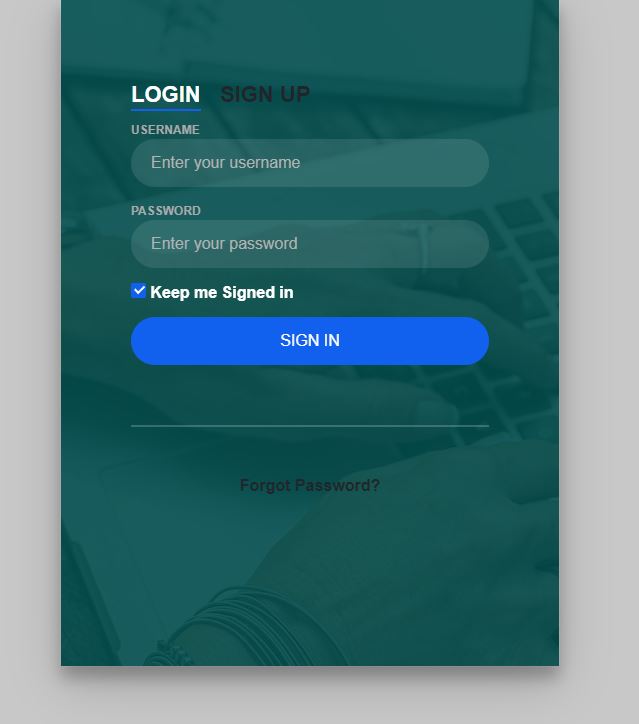 LOGIN SIGN UP
USERNAME
Enter your username
PASSWORD
Enter your password
Keep me Signed in
SIGN IN
Forgot Password?